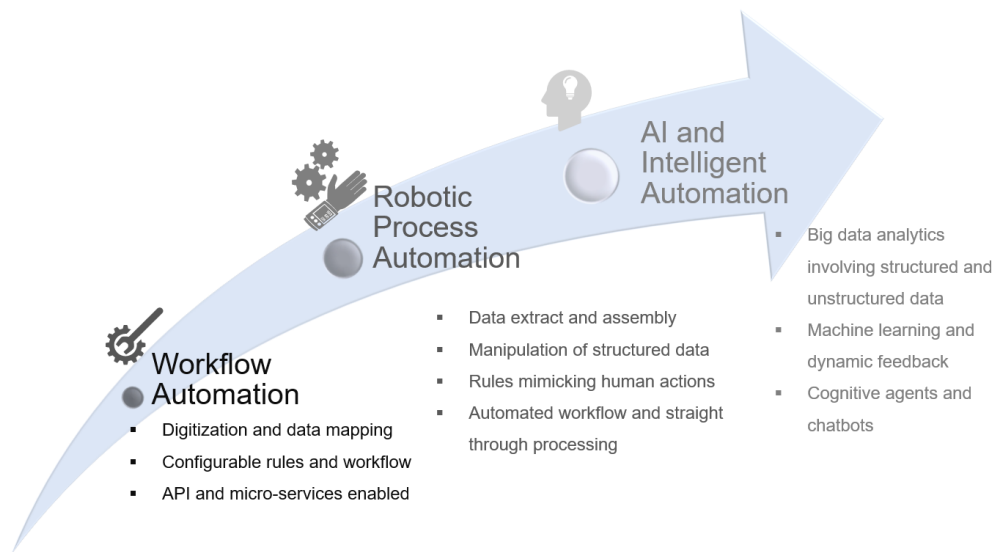 Workflow
Automation
▪ Digitization and data mapping
▪ Configurable rules and workflow
▪ API and micro-services enabled
Robotic
Process
Automation
▪ Data extract and assembly
▪ Manipulation of structured data
▪ Rules mimicking human actions
▪ Automated workflow and straight
through processing
AI and
Intelligent
Automation
▪ Big data analytics
involving structured and
unstructured data
▪ Machine learning and
dynamic feedback
▪ Cognitive agents and
chatbots